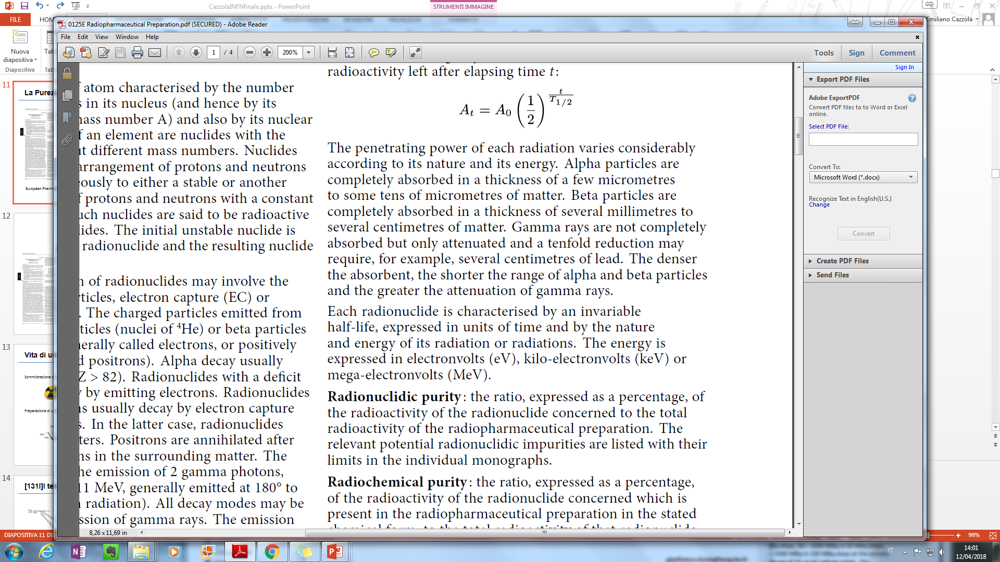 CazzolaINFNfinale.pptx - PowerPoint
STRUMENTI IMMAGINE
FILE
HOM
Emiliano Cazzola
0125E Radiopharmaceutical Preparation.pdf (SECURED) - Adobe Reader
File Edit View Window Help
1 / 4
200%
Tools
Sign
Comment
Nuova
diapositiva
Tab
Diapositive
Tab
11
La Purez
European Pharm
12
13
Vita di u
Somministrazione d
Preparazione di u
14
[131I]I te
atom characterised by the number
s in its nucleus (and hence by its
mass number A) and also by its nuclear
f an element are nuclides with the
ut different mass numbers. Nuclides
arrangement of protons and neutrons
eously to either a stable or another
f protons and neutrons with a constant
uch nuclides are said to be radioactive
lides. The initial unstable nuclide is
radionuclide and the resulting nuclide
n of radionuclides may involve the
rticles, electron capture (EC) or
. The charged particles emitted from
ticles (nuclei of ⁴He) or beta particles
nerally called electrons, or positively
d positrons). Alpha decay usually
Z > 82). Radionuclides with a deficit
y by emitting electrons. Radionuclides
ns usually decay by electron capture
s. In the latter case, radionuclides
ters. Positrons are annihilated after
ns in the surrounding matter. The
he emission of 2 gamma photons,
11 MeV, generally emitted at 180° to
n radiation). All decay modes may be
ssion of gamma rays. The emission
radioactivity left after elapsing time t:
A_t = A_0 (1/2)^(t/T_{1/2})
The penetrating power of each radiation varies considerably
according to its nature and its energy. Alpha particles are
completely absorbed in a thickness of a few micrometres
to some tens of micrometres of matter. Beta particles are
completely absorbed in a thickness of several millimetres to
several centimetres of matter. Gamma rays are not completely
absorbed but only attenuated and a tenfold reduction may
require, for example, several centimetres of lead. The denser
the absorbent, the shorter the range of alpha and beta particles
and the greater the attenuation of gamma rays.
Each radionuclide is characterised by an invariable
half-life, expressed in units of time and by the nature
and energy of its radiation or radiations. The energy is
expressed in electronvolts (eV), kilo-electronvolts (keV) or
mega-electronvolts (MeV).
Radionuclidic purity: the ratio, expressed as a percentage, of
the radioactivity of the radionuclide concerned to the total
radioactivity of the radiopharmaceutical preparation. The
relevant potential radionuclidic impurities are listed with their
limits in the individual monographs.
Radiochemical purity: the ratio, expressed as a percentage,
of the radioactivity of the radionuclide concerned which is
present in the radiopharmaceutical preparation in the stated
chemical form, to the total radioactivity of that radionuclide
8,26 x 11,69 in
Sign In
Export PDF Files
Adobe ExportPDF
Convert PDF files to to Word or Excel
online.
Select PDF File:
Convert To:
Microsoft Word (*.docx)
Recognize Text in English(U.S.)
Change
Convert
Create PDF Files
Send Files
DIAPOSITIVA 11 DI
99%
IT
14:01
12/04/2018